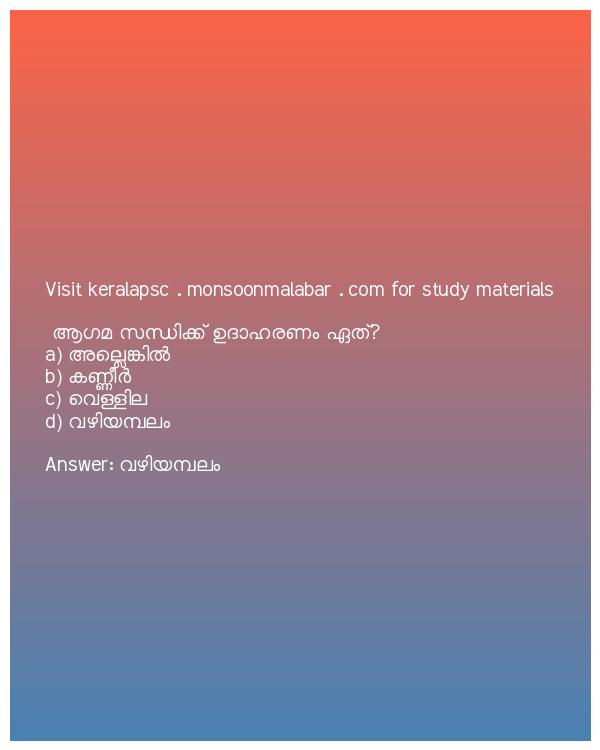 Visit keralapsc . monsoonmalabar . com for study materials
ആഗമ സന്ധിക്ക് ഉദാഹരണം ഏത്?
a) അല്ലെങ്കിൽ
b) കണ്ണീർ
c) വെള്ളില
d) വഴിയമ്പലം
Answer: വഴിയമ്പലം